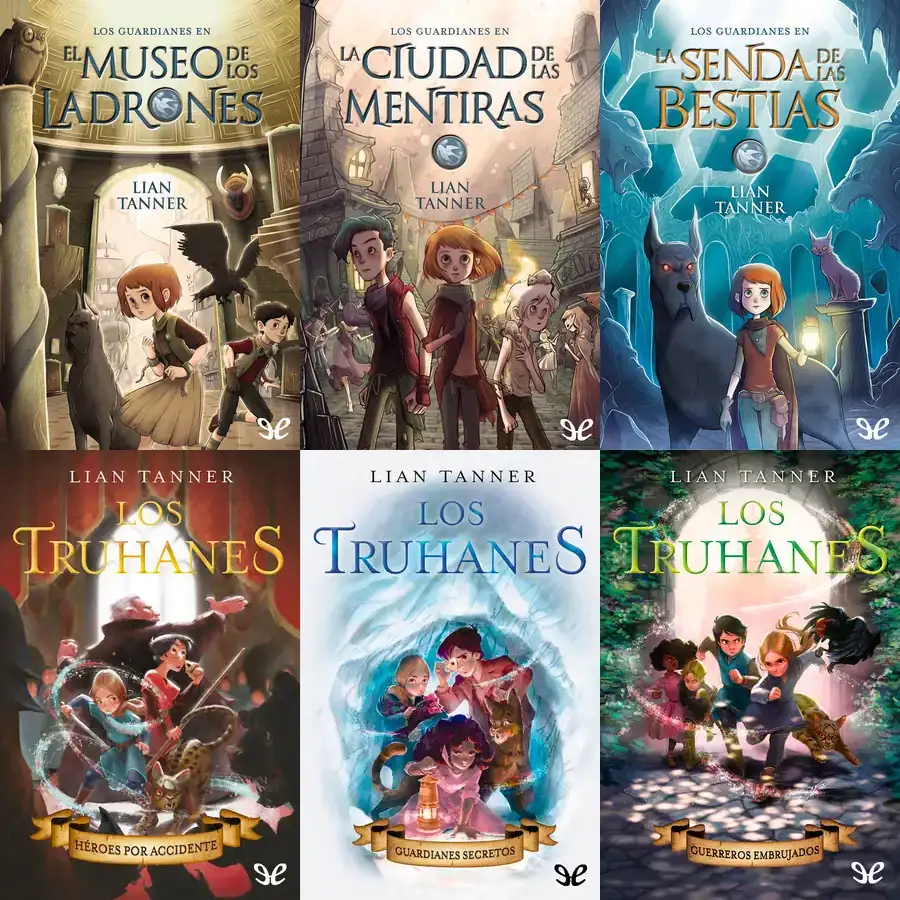 LOS GUARDIANES EN
EL MUSEO DE LOS
LADRONES
LIAN
TANNER
LOS GUARDIANES EN
LA CIUDAD DE LAS
MENTIRAS
LIAN
TANNER
LOS GUARDIANES EN
LA SENDA DE LAS
BESTIAS
LIAN
TANNER
LIAN TANNER
LOS
TRUHANES
HÉROES POR ACCIDENTE
LIAN TANNER
LOS
TRUHANES
GUARDIANES SECRETOS
LIAN TANNER
LOS
TRUHANES
GUERREROS EMBRUJADOS